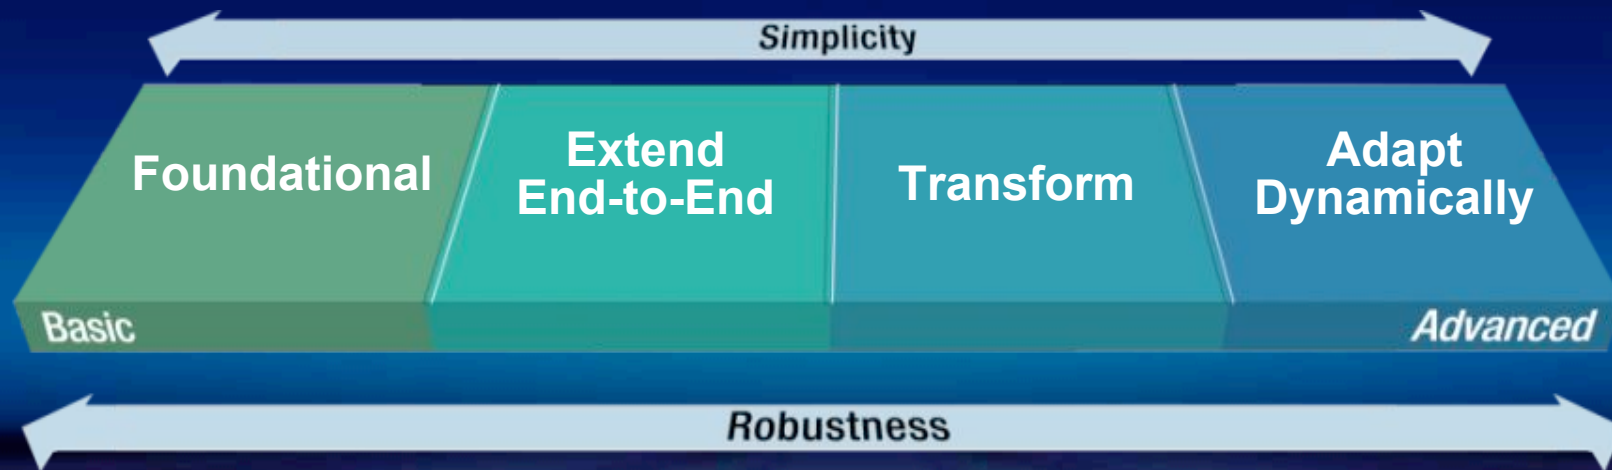 Simplicity
Foundational
Extend
End-to-End
Transform
Adapt
Dynamically
Basic
Advanced
Robustness